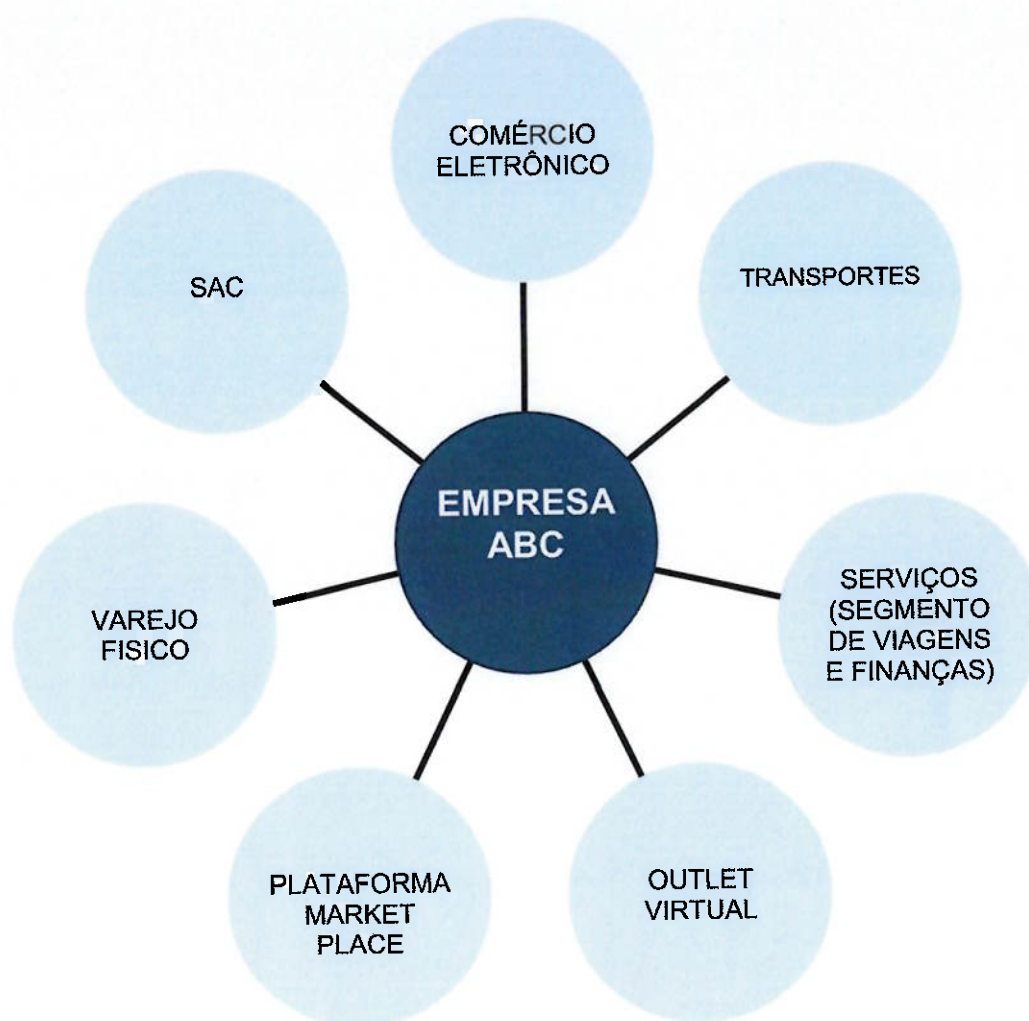 COMÉRCIO
ELETRÔNICO
SAC
TRANSPORTES
EMPRESA
ABC
SERVIÇOS
(SEGMENTO
DE VIAGENS
E FINANÇAS)
VAREJO
FISICO
PLATAFORMA
MARKET
PLACE
OUTLET
VIRTUAL